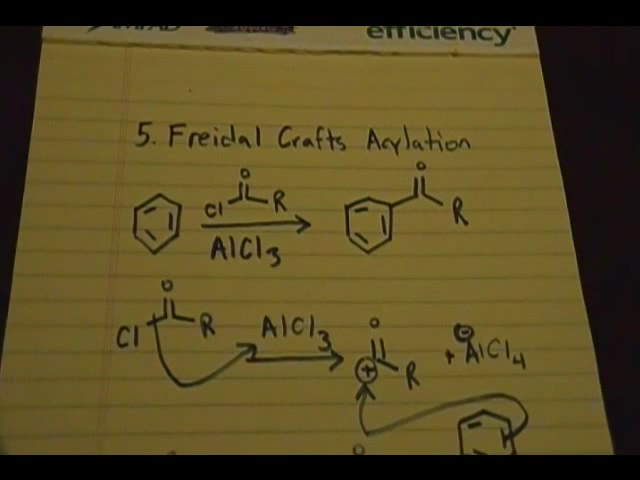 efficiency
5. Freidal Crafts Acylation
O O
Cl R R
AlCl3
O O
Cl R AlCl3 + R + ⊖AlCl4
O